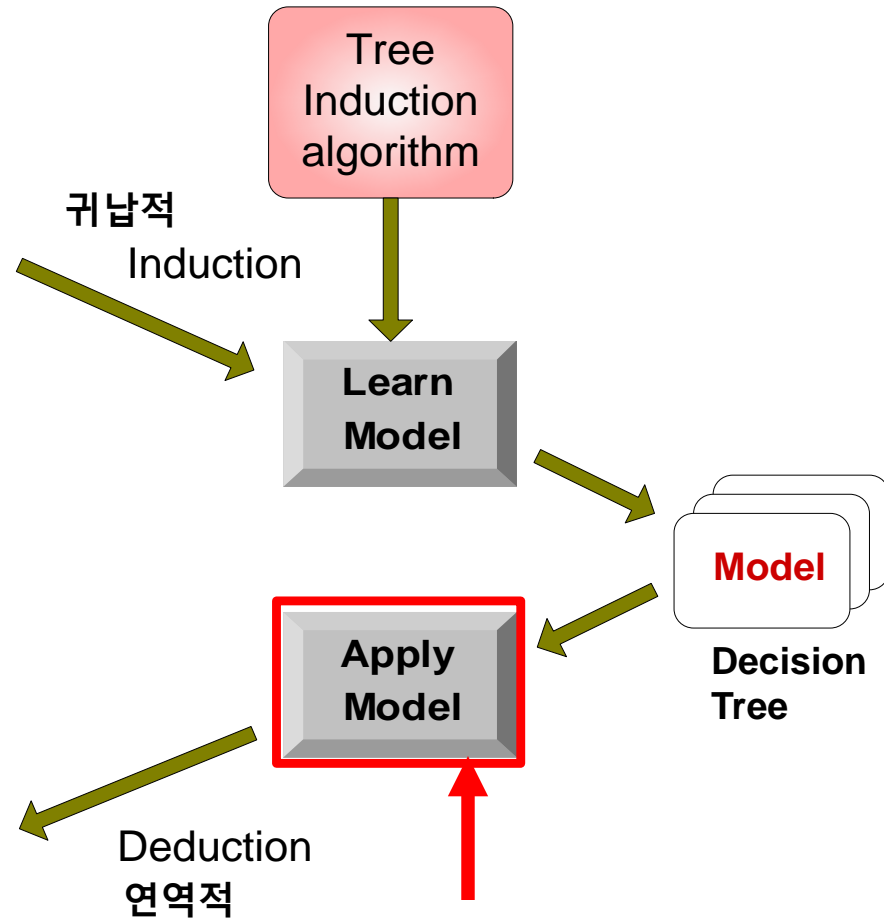 Tree
Induction
algorithm
귀납적
Induction
Learn
Model
Model
Decision
Tree
Apply
Model
Deduction
연역적